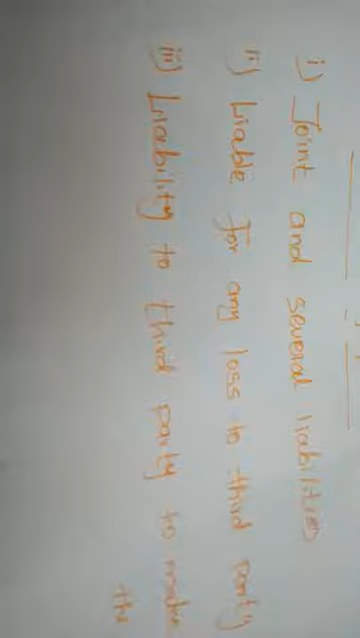 i) Joint and several liabilities
ii) Liable for any loss to third party
iii) Liability to third party to make
the